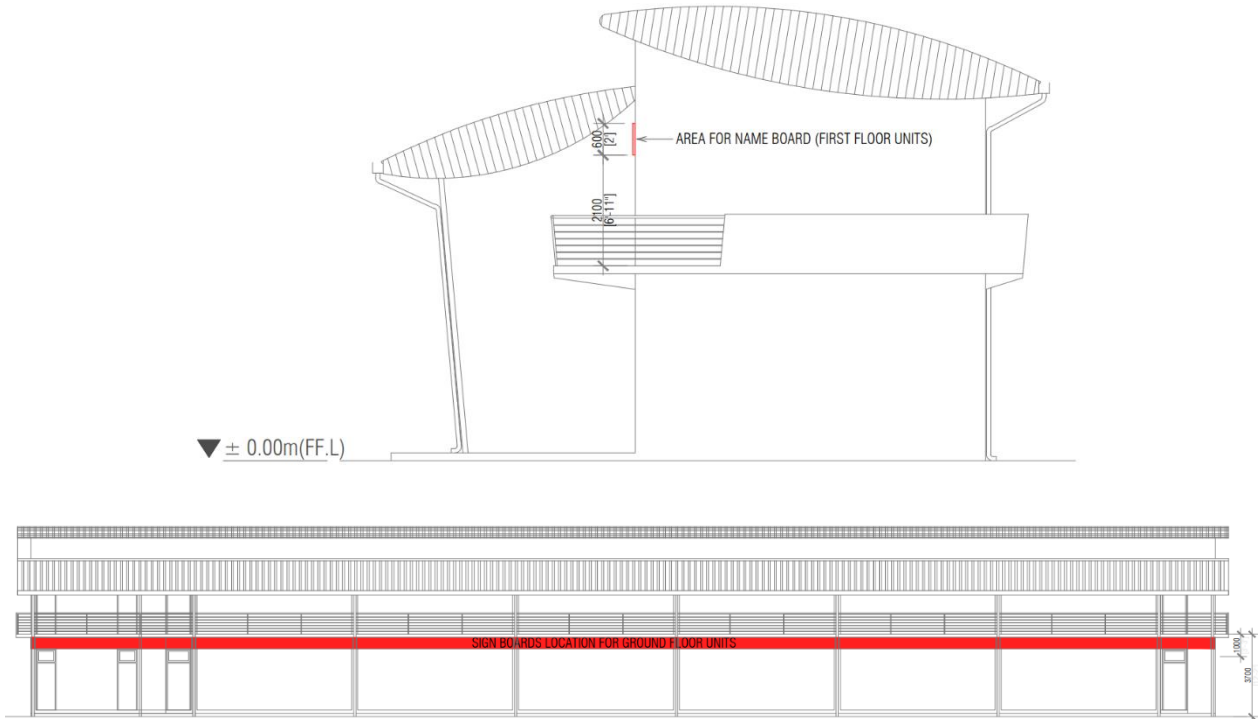 600
[2']
AREA FOR NAME BOARD (FIRST FLOOR UNITS)
2100
[6'-11"]
± 0.00m(FF.L)
SIGN BOARDS LOCATION FOR GROUND FLOOR UNITS
1000
3700